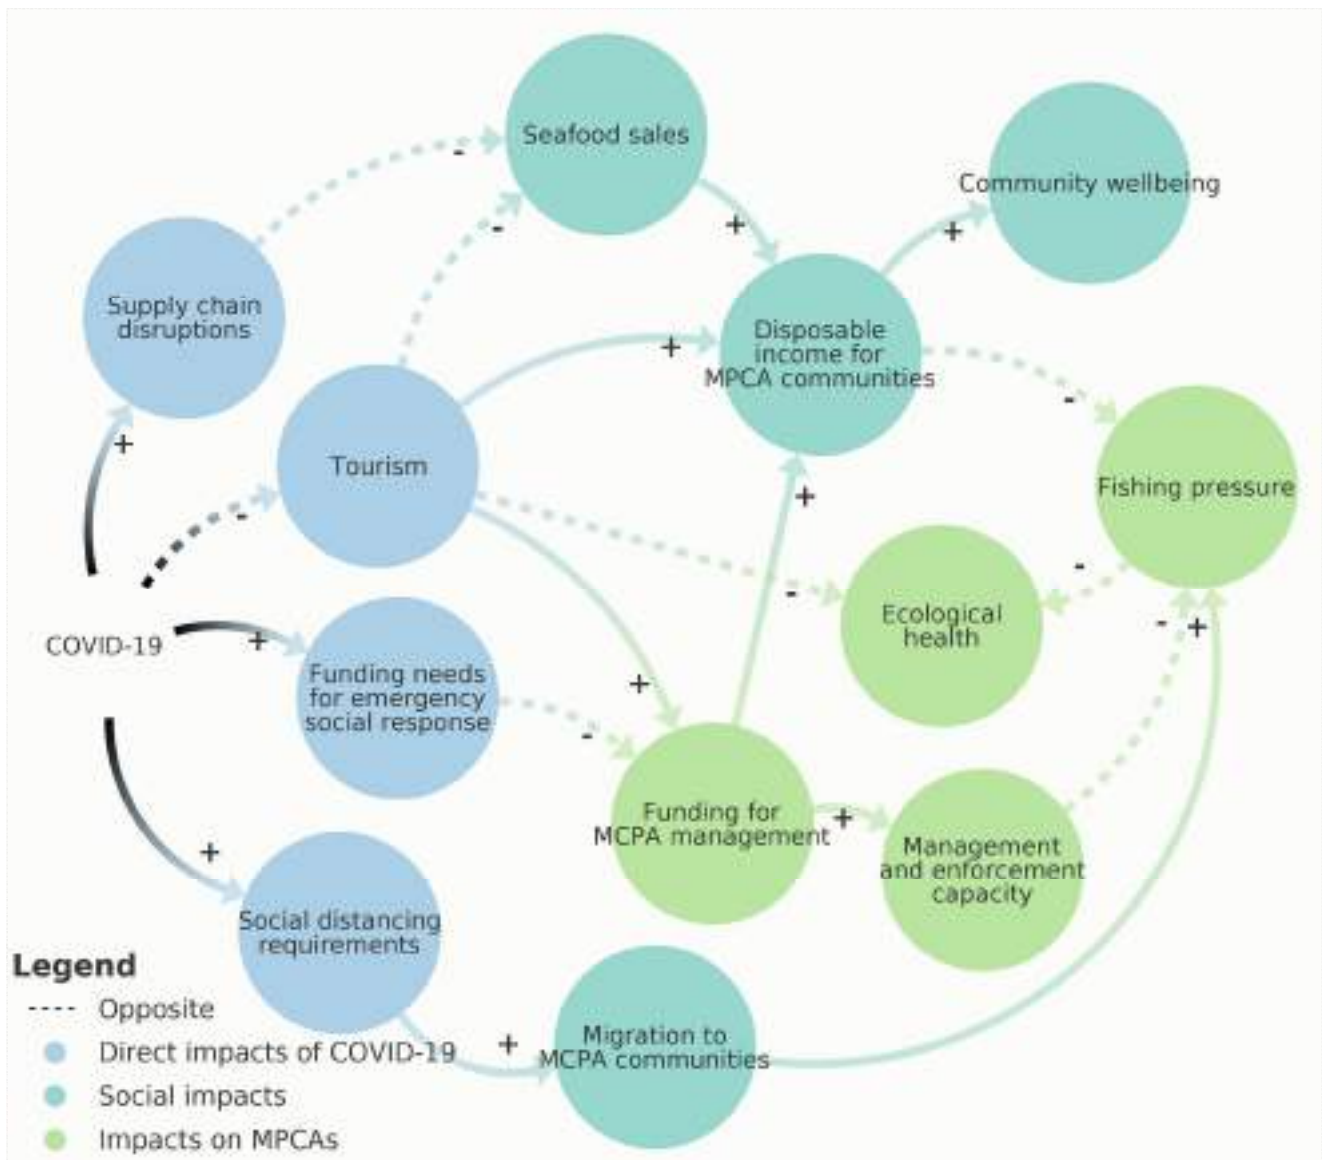 Seafood sales
-
Community wellbeing
-
+
+
Supply chain
disruptions
Disposable
income for
MPCA communities
+
-
+
Tourism
Fishing pressure
+
-
-
-
Ecological
health
- +
COVID-19
+
Funding needs
for emergency
social response
+
-
Funding for
MCPA management
+
Management
and enforcement
capacity
+
Social distancing
requirements
Legend
Opposite
Direct impacts of COVID-19
Social impacts
Impacts on MPCAs
+
Migration to
MCPA communities